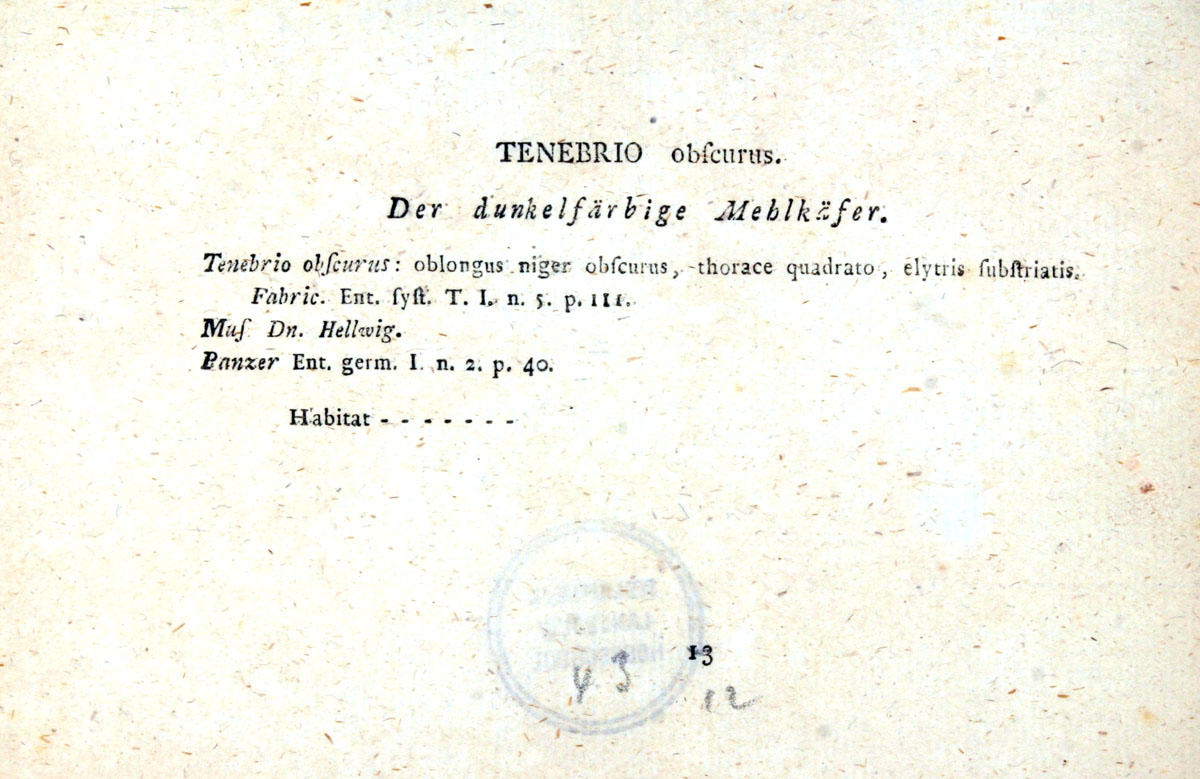 TENEBRIO obſcurus.
Der dunkelfärbige Mehlkäfer.
Tenebrio obſcurus: oblongus niger obſcurus, thorace quadrato, elytris ſubſtriatis.
Fabric. Ent. ſyſt. T. I. n. 5. p. 111.
Muſ Dn. Hellwig.
Panzer Ent. germ. I. n. 2. p. 40.
Habitat - - - - - - -
13
43
12